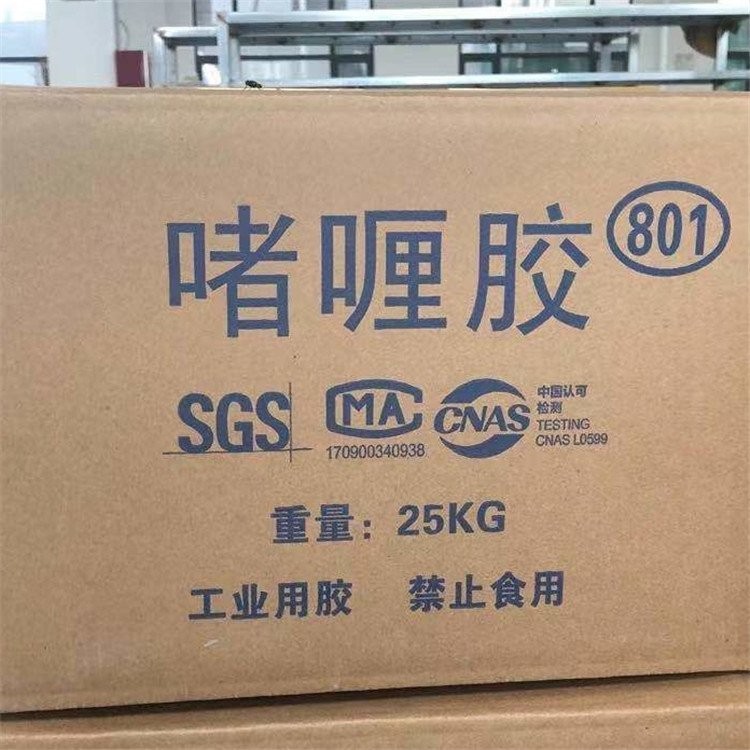 啫喱胶 801
SGS
CMA
170900340938
CNAS
中国认可
检测
TESTING
CNAS L0599
重量：25KG
工业用胶 禁止食用